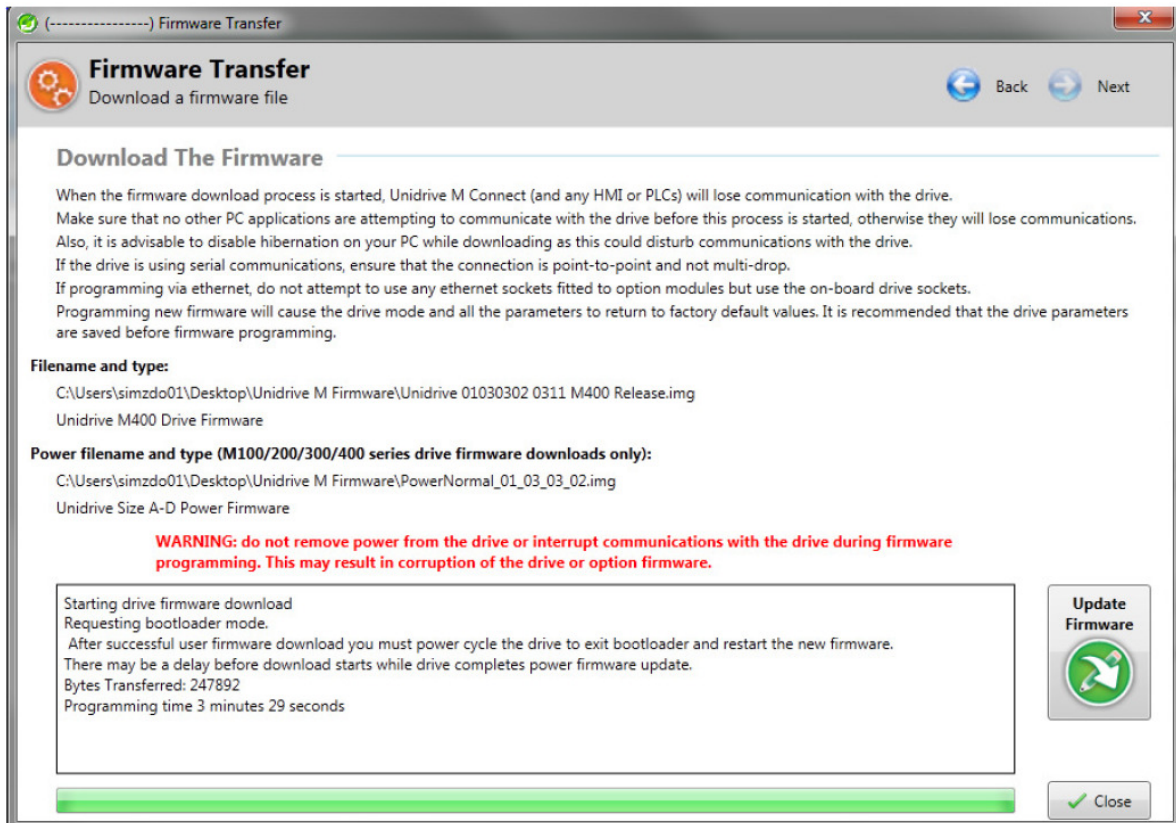 (----------------) Firmware Transfer
Firmware Transfer
Download a firmware file
Back
Next
Download The Firmware
When the firmware download process is started, Unidrive M Connect (and any HMI or PLCs) will lose communication with the drive.
Make sure that no other PC applications are attempting to communicate with the drive before this process is started, otherwise they will lose communications.
Also, it is advisable to disable hibernation on your PC while downloading as this could disturb communications with the drive.
If the drive is using serial communications, ensure that the connection is point-to-point and not multi-drop.
If programming via ethernet, do not attempt to use any ethernet sockets fitted to option modules but use the on-board drive sockets.
Programming new firmware will cause the drive mode and all the parameters to return to factory default values. It is recommended that the drive parameters
are saved before firmware programming.
Filename and type:
C:\Users\simzdo01\Desktop\Unidrive M Firmware\Unidrive 01030302 0311 M400 Release.img
Unidrive M400 Drive Firmware
Power filename and type (M100/200/300/400 series drive firmware downloads only):
C:\Users\simzdo01\Desktop\Unidrive M Firmware\PowerNormal_01_03_03_02.img
Unidrive Size A-D Power Firmware
WARNING: do not remove power from the drive or interrupt communications with the drive during firmware
programming. This may result in corruption of the drive or option firmware.
Starting drive firmware download
Requesting bootloader mode.
After successful user firmware download you must power cycle the drive to exit bootloader and restart the new firmware.
There may be a delay before download starts while drive completes power firmware update.
Bytes Transferred: 247892
Programming time 3 minutes 29 seconds
Update
Firmware
Close